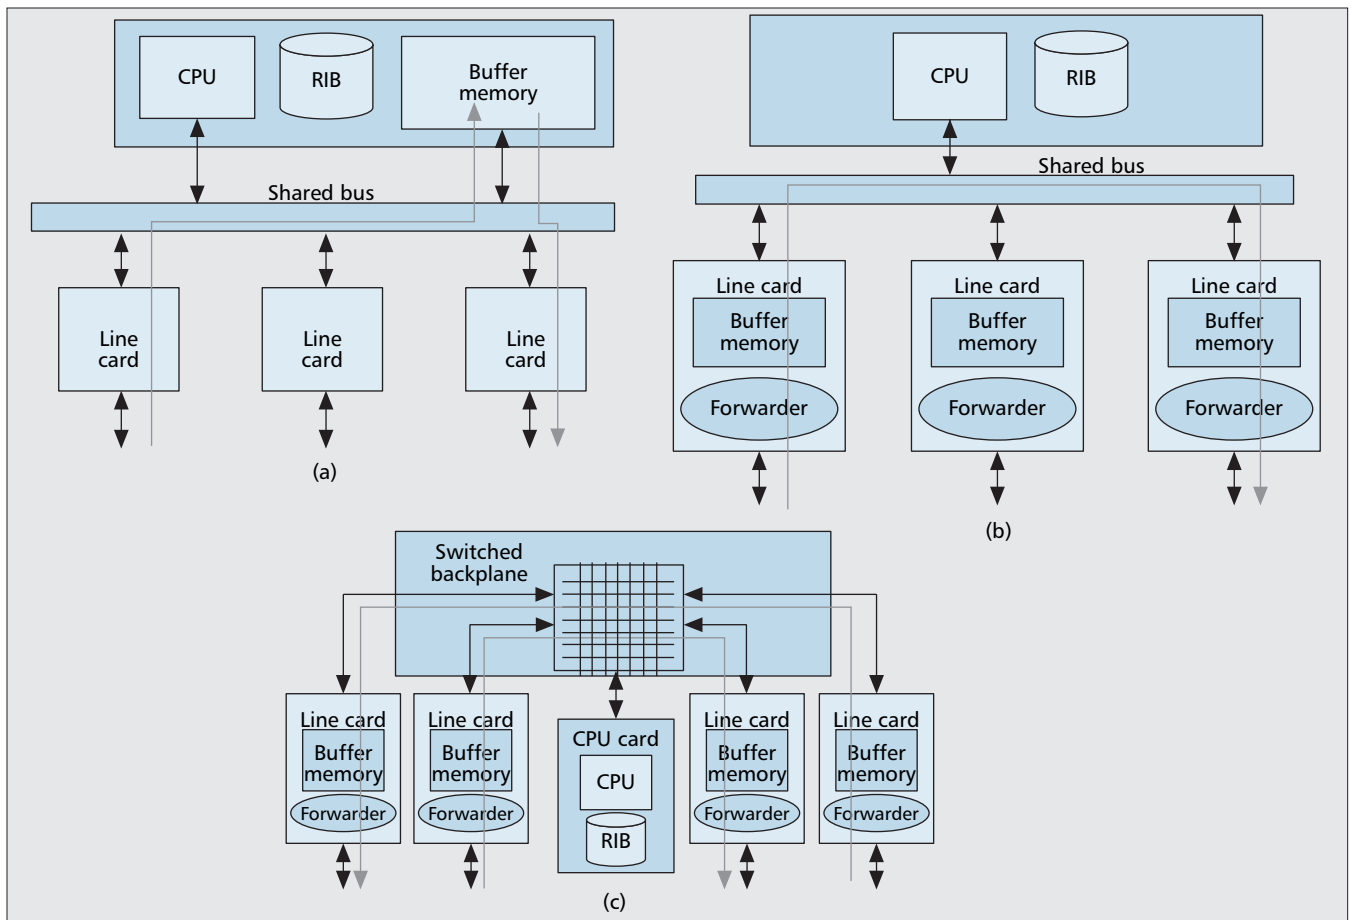 CPU
RIB
Buffer
memory
Shared bus
Line
card
Line
card
Line
card
(a)
CPU
RIB
Shared bus
Line card
Buffer
memory
Forwarder
Line card
Buffer
memory
Forwarder
Line card
Buffer
memory
Forwarder
(b)
Switched
backplane
Line card
Buffer
memory
Forwarder
Line card
Buffer
memory
Forwarder
CPU card
CPU
RIB
Line card
Buffer
memory
Forwarder
Line card
Buffer
memory
Forwarder
(c)